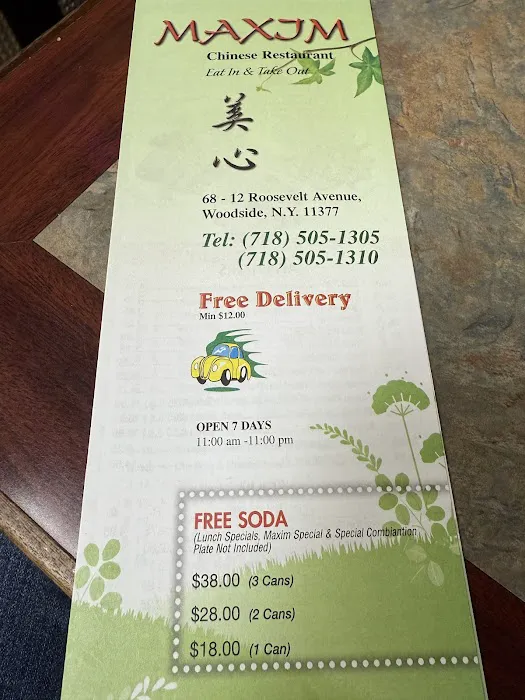 MAXIM
Chinese Restaurant
Eat In & Take Out
美
心
68 - 12 Roosevelt Avenue,
Woodside, N.Y. 11377
Tel: (718) 505-1305
(718) 505-1310
Free Delivery
Min $12.00
OPEN 7 DAYS
11:00 am -11:00 pm
FREE SODA
(Lunch Specials, Maxim Special & Special Combiantion
Plate Not Included)
$38.00 (3 Cans)
$28.00 (2 Cans)
$18.00 (1 Can)